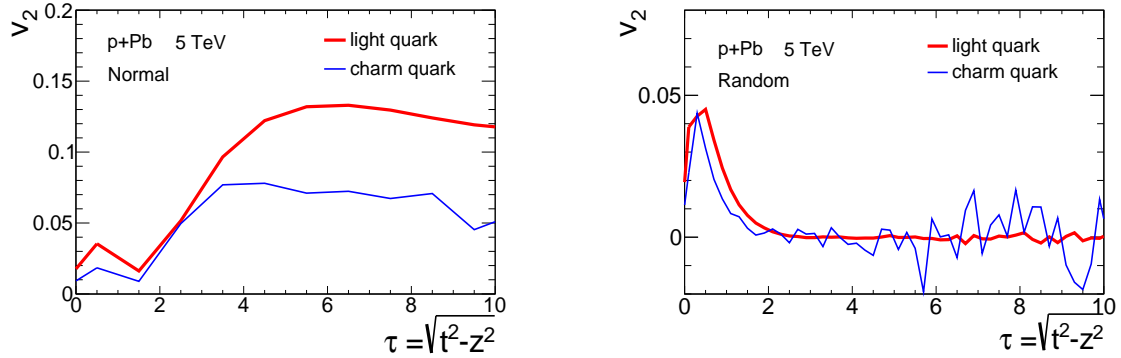 v2
p+Pb 5 TeV
Normal
light quark
charm quark
0.15
0.1
0.05
0
0 2 4 6 8 10
τ =√t²-z²
v2
p+Pb 5 TeV
Random
light quark
charm quark
0.05
0
0 2 4 6 8 10
τ =√t²-z²